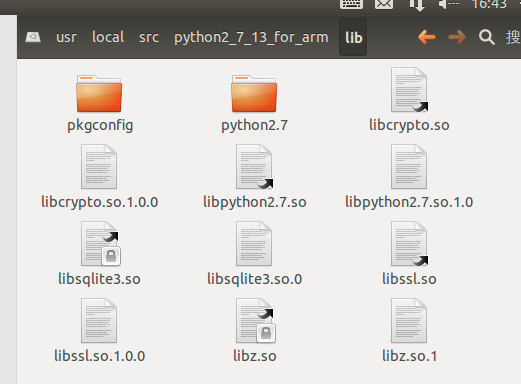 16:43
usr local src python2_7_13_for_arm lib 搜
pkgconfig python2.7 libcrypto.so
libcrypto.so.1.0.0 libpython2.7.so libpython2.7.so.1.0
libsqlite3.so libsqlite3.so.0 libssl.so
libssl.so.1.0.0 libz.so libz.so.1